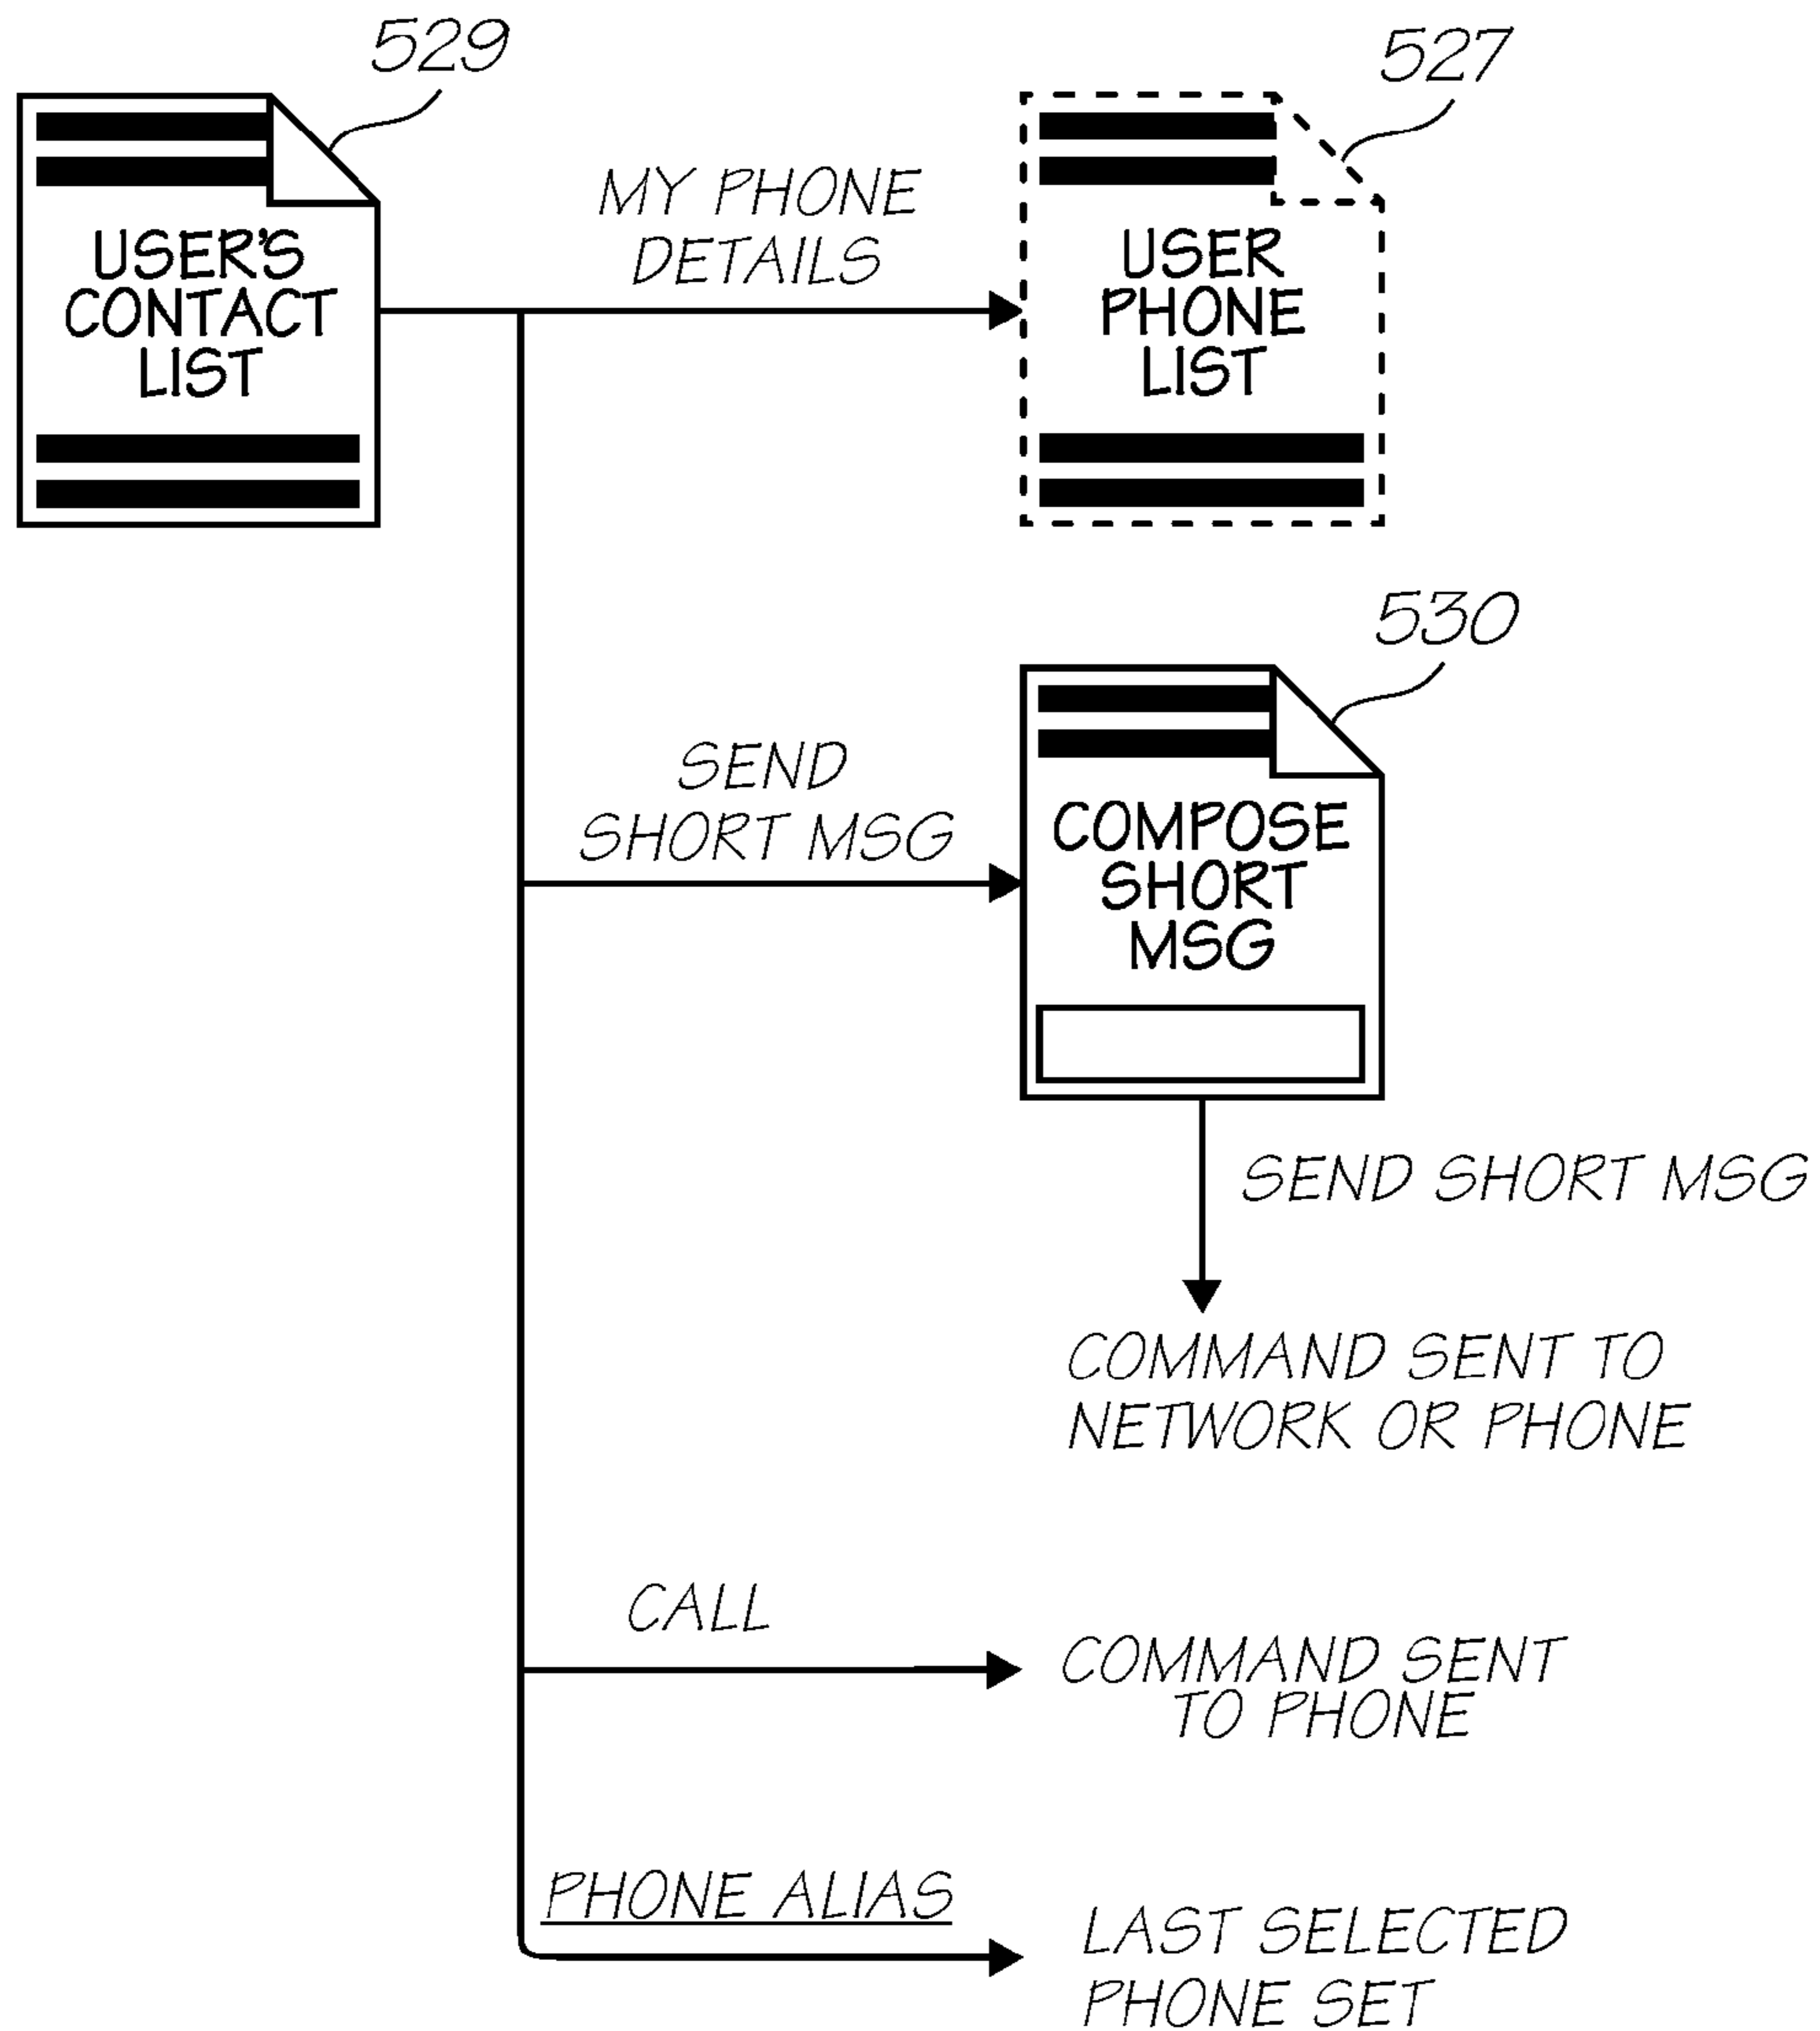 529
527
USER'S
CONTACT
LIST
MY PHONE
DETAILS
USER
PHONE
LIST
530
SEND
SHORT MSG
COMPOSE
SHORT
MSG
SEND SHORT MSG
COMMAND SENT TO
NETWORK OR PHONE
CALL
COMMAND SENT
TO PHONE
PHONE ALIAS
LAST SELECTED
PHONE SET